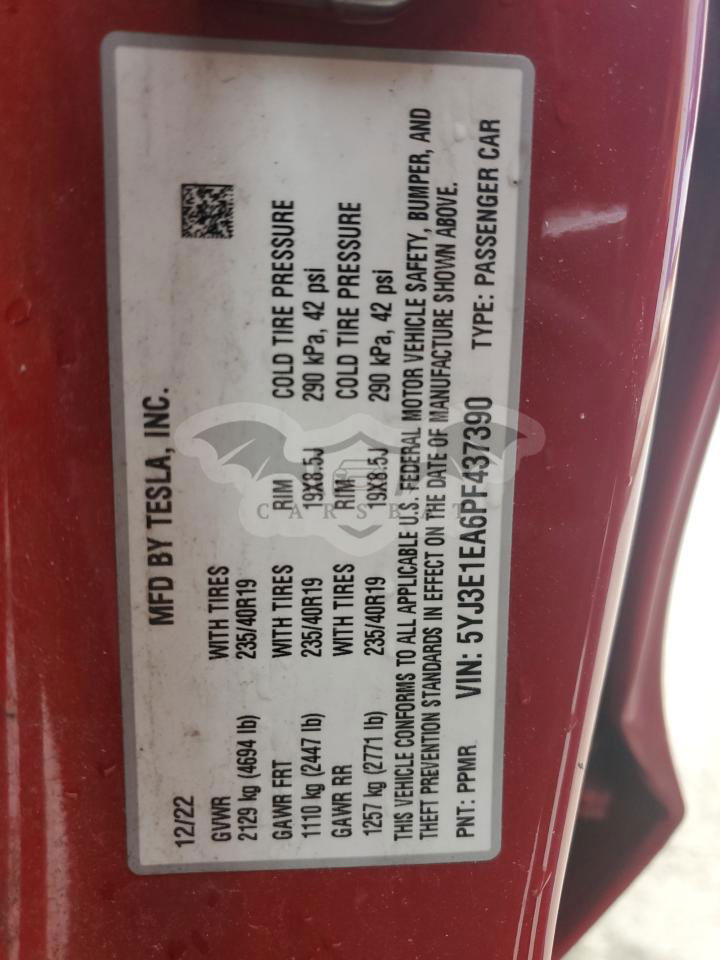 MFD BY TESLA, INC.
12/22
GVWR WITH TIRES
2129 kg (4694 lb) 235/40R19
GAWR FRT WITH TIRES RIM COLD TIRE PRESSURE
1110 kg (2447 lb) 235/40R19 19X8.5J 290 kPa, 42 psi
GAWR RR WITH TIRES RIM COLD TIRE PRESSURE
1257 kg (2771 lb) 235/40R19 19X8.5J 290 kPa, 42 psi
THIS VEHICLE CONFORMS TO ALL APPLICABLE U.S. FEDERAL MOTOR VEHICLE SAFETY, BUMPER, AND
THEFT PREVENTION STANDARDS IN EFFECT ON THE DATE OF MANUFACTURE SHOWN ABOVE.
PNT: PPMR VIN: 5YJ3E1EA6PF437390 TYPE: PASSENGER CAR
CARSBAT